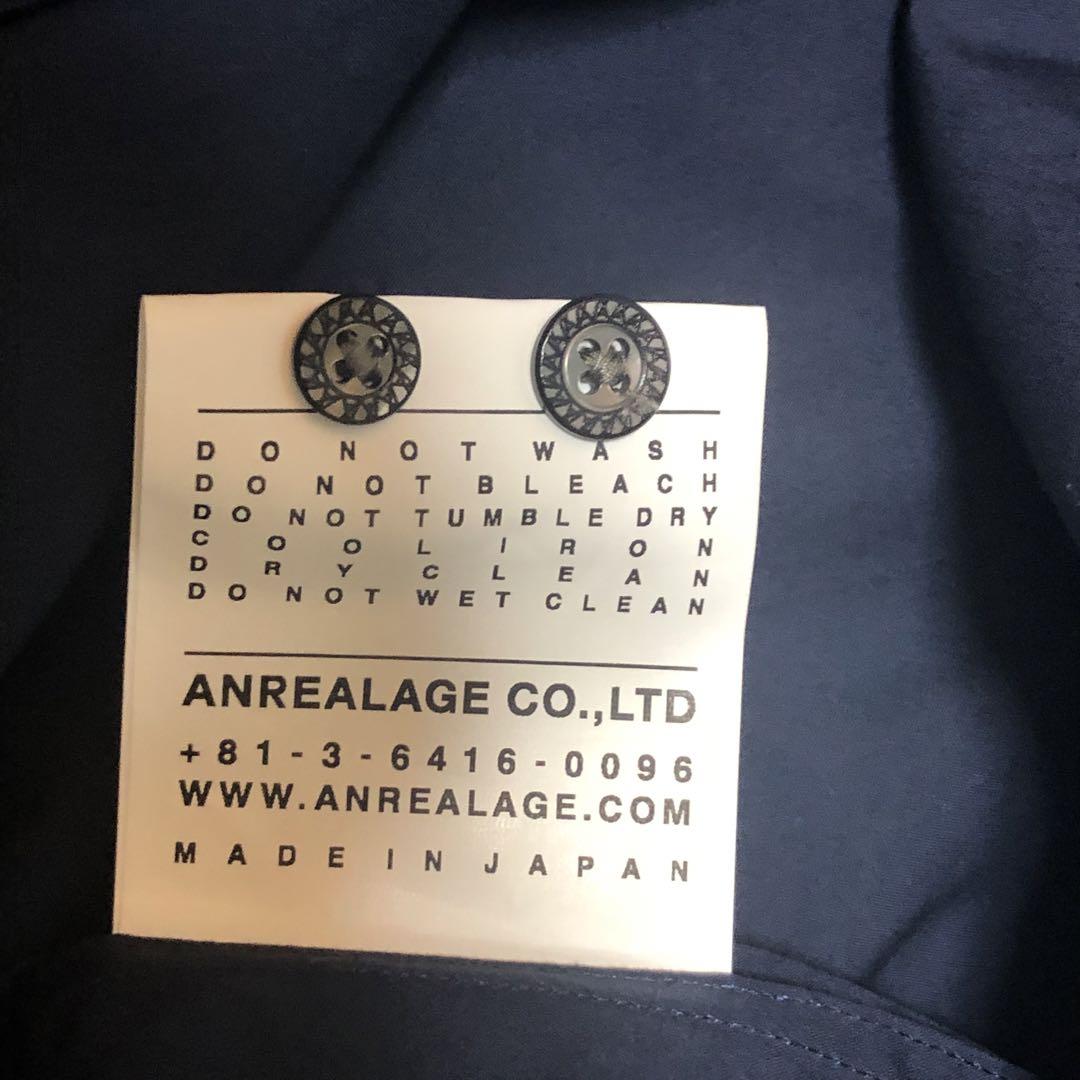 DO NOT WASH
DO NOT BLEACH
DO NOT TUMBLE DRY
COOL IRON
DRY CLEAN
DO NOT WET CLEAN
ANREALAGE CO.,LTD
+81-3-6416-0096
WWW.ANREALAGE.COM
MADE IN JAPAN